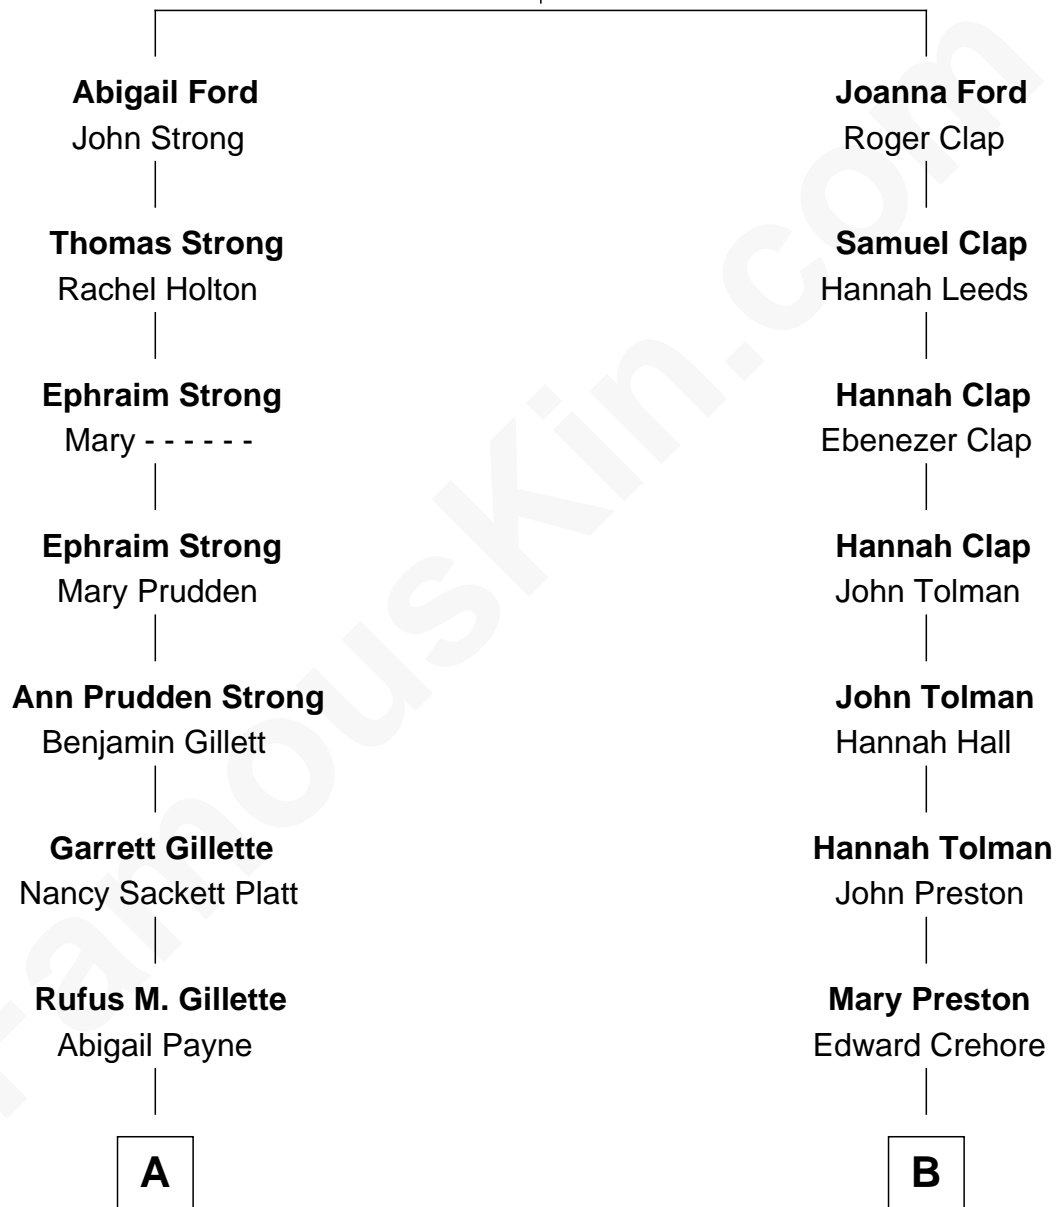 Abigail Ford
John Strong
Thomas Strong
Rachel Holton
Ephraim Strong
Mary - - - - - -
Ephraim Strong
Mary Prudden
Ann Prudden Strong
Benjamin Gillett
Garrett Gillette
Nancy Sackett Platt
Rufus M. Gillette
Abigail Payne
A
Joanna Ford
Roger Clap
Samuel Clap
Hannah Leeds
Hannah Clap
Ebenezer Clap
Hannah Clap
John Tolman
John Tolman
Hannah Hall
Hannah Tolman
John Preston
Mary Preston
Edward Crehore
B
FamousKin.com